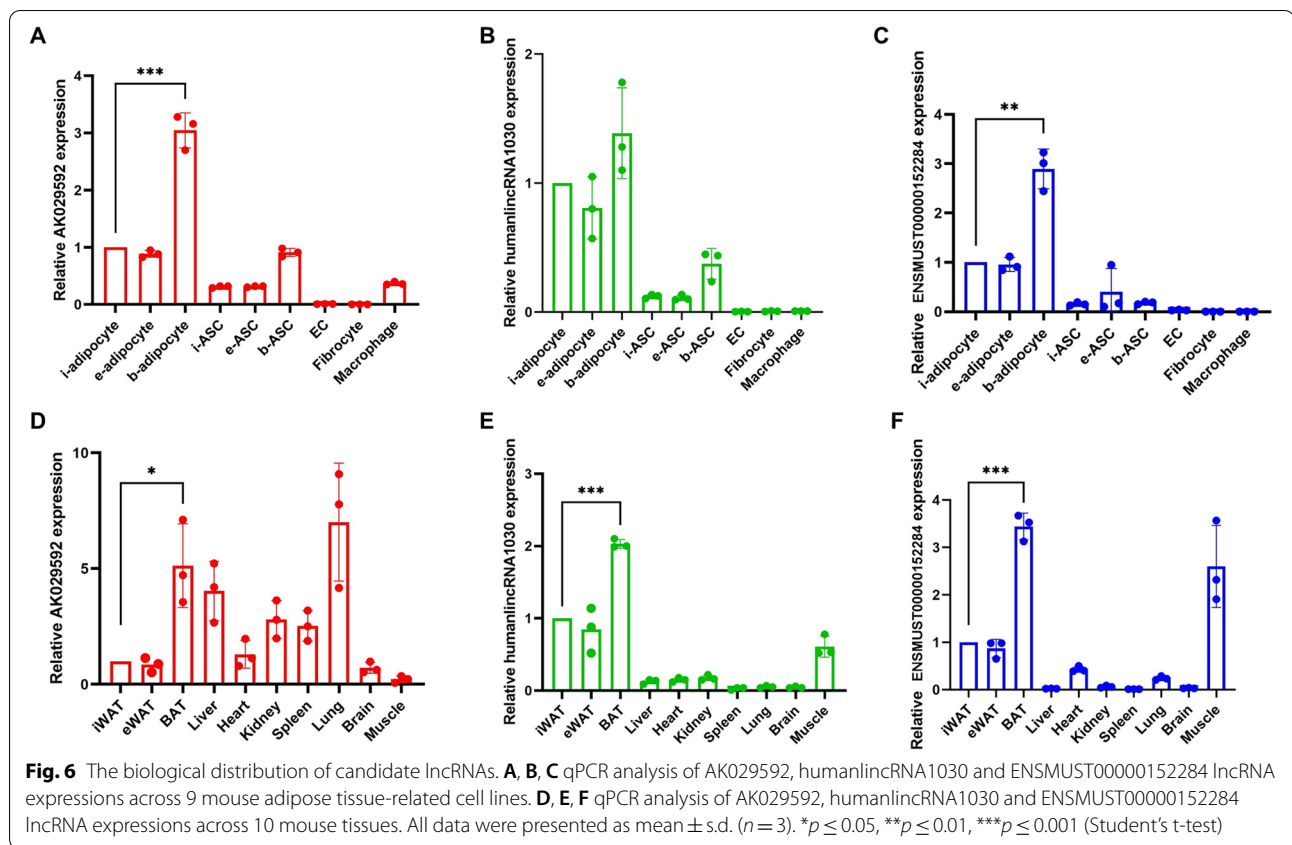 A
Relative AK029592 expression
4
3
2
1
0
***
i-adipocyte
e-adipocyte
b-adipocyte
i-ASC
e-ASC
b-ASC
EC
Fibrocyte
Macrophage
B
Relative humanlincRNA1030 expression
2
1
0
i-adipocyte
e-adipocyte
b-adipocyte
i-ASC
e-ASC
b-ASC
EC
Fibrocyte
Macrophage
C
Relative ENSMUST00000152284 expression
4
3
2
1
0
**
i-adipocyte
e-adipocyte
b-adipocyte
i-ASC
e-ASC
b-ASC
EC
Fibrocyte
Macrophage
D
Relative AK029592 expression
10
5
0
*
iWAT
eWAT
BAT
Liver
Heart
Kidney
Spleen
Lung
Brain
Muscle
E
Relative humanlincRNA1030 expression
3
2
1
0
***
iWAT
eWAT
BAT
Liver
Heart
Kidney
Spleen
Lung
Brain
Muscle
F
Relative ENSMUST00000152284 expression
4
3
2
1
0
***
iWAT
eWAT
BAT
Liver
Heart
Kidney
Spleen
Lung
Brain
Muscle
Fig. 6 The biological distribution of candidate lncRNAs. A, B, C qPCR analysis of AK029592, humanlincRNA1030 and ENSMUST00000152284 lncRNA
expressions across 9 mouse adipose tissue-related cell lines. D, E, F qPCR analysis of AK029592, humanlincRNA1030 and ENSMUST00000152284
lncRNA expressions across 10 mouse tissues. All data were presented as mean ± s.d. (n = 3). *p ≤ 0.05, **p ≤ 0.01, ***p ≤ 0.001 (Student's t-test)